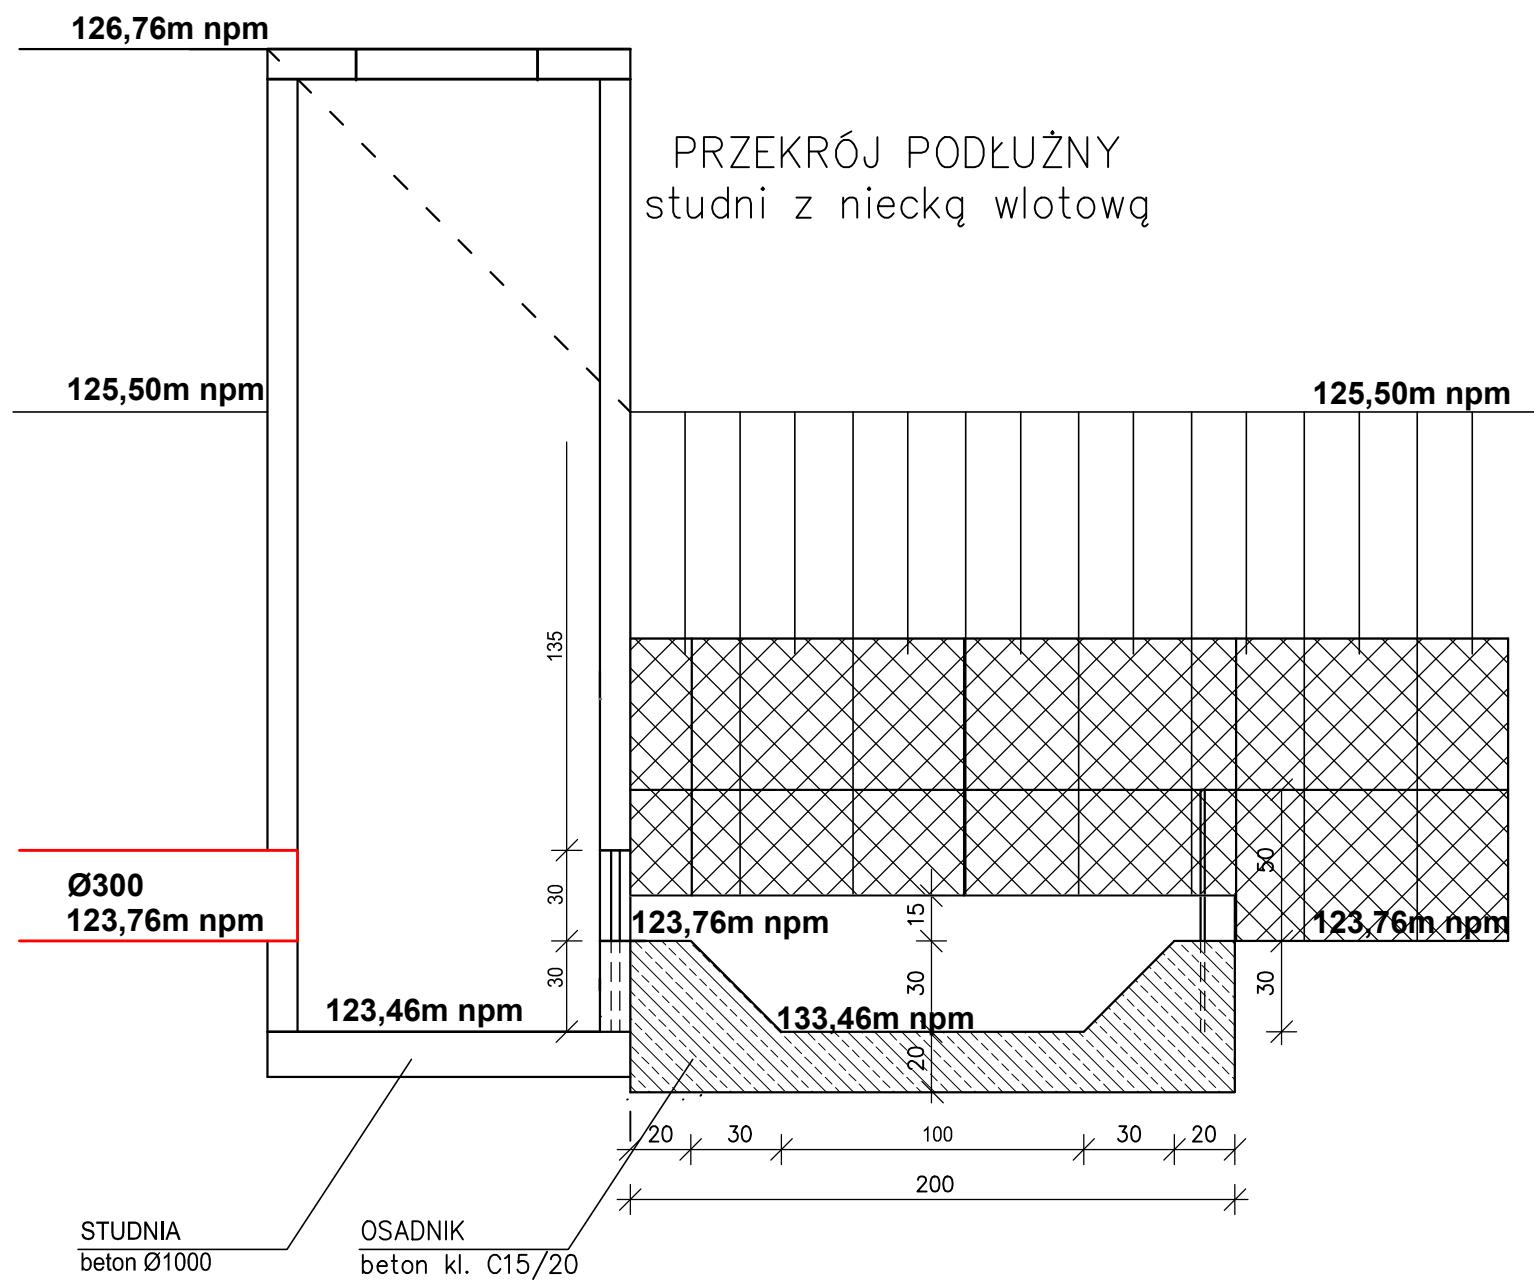 126,76m npm
PRZEKRÓJ PODŁUŻNY
studni z niecką wlotową
125,50m npm
125,50m npm
135
50
Ø300
30
15
123,76m npm
123,76m npm
123,76m npm
30
30
30
123,46m npm
133,46m npm
20
20
30
100
30
20
200
STUDNIA
beton Ø1000
OSADNIK
beton kl. C15/20